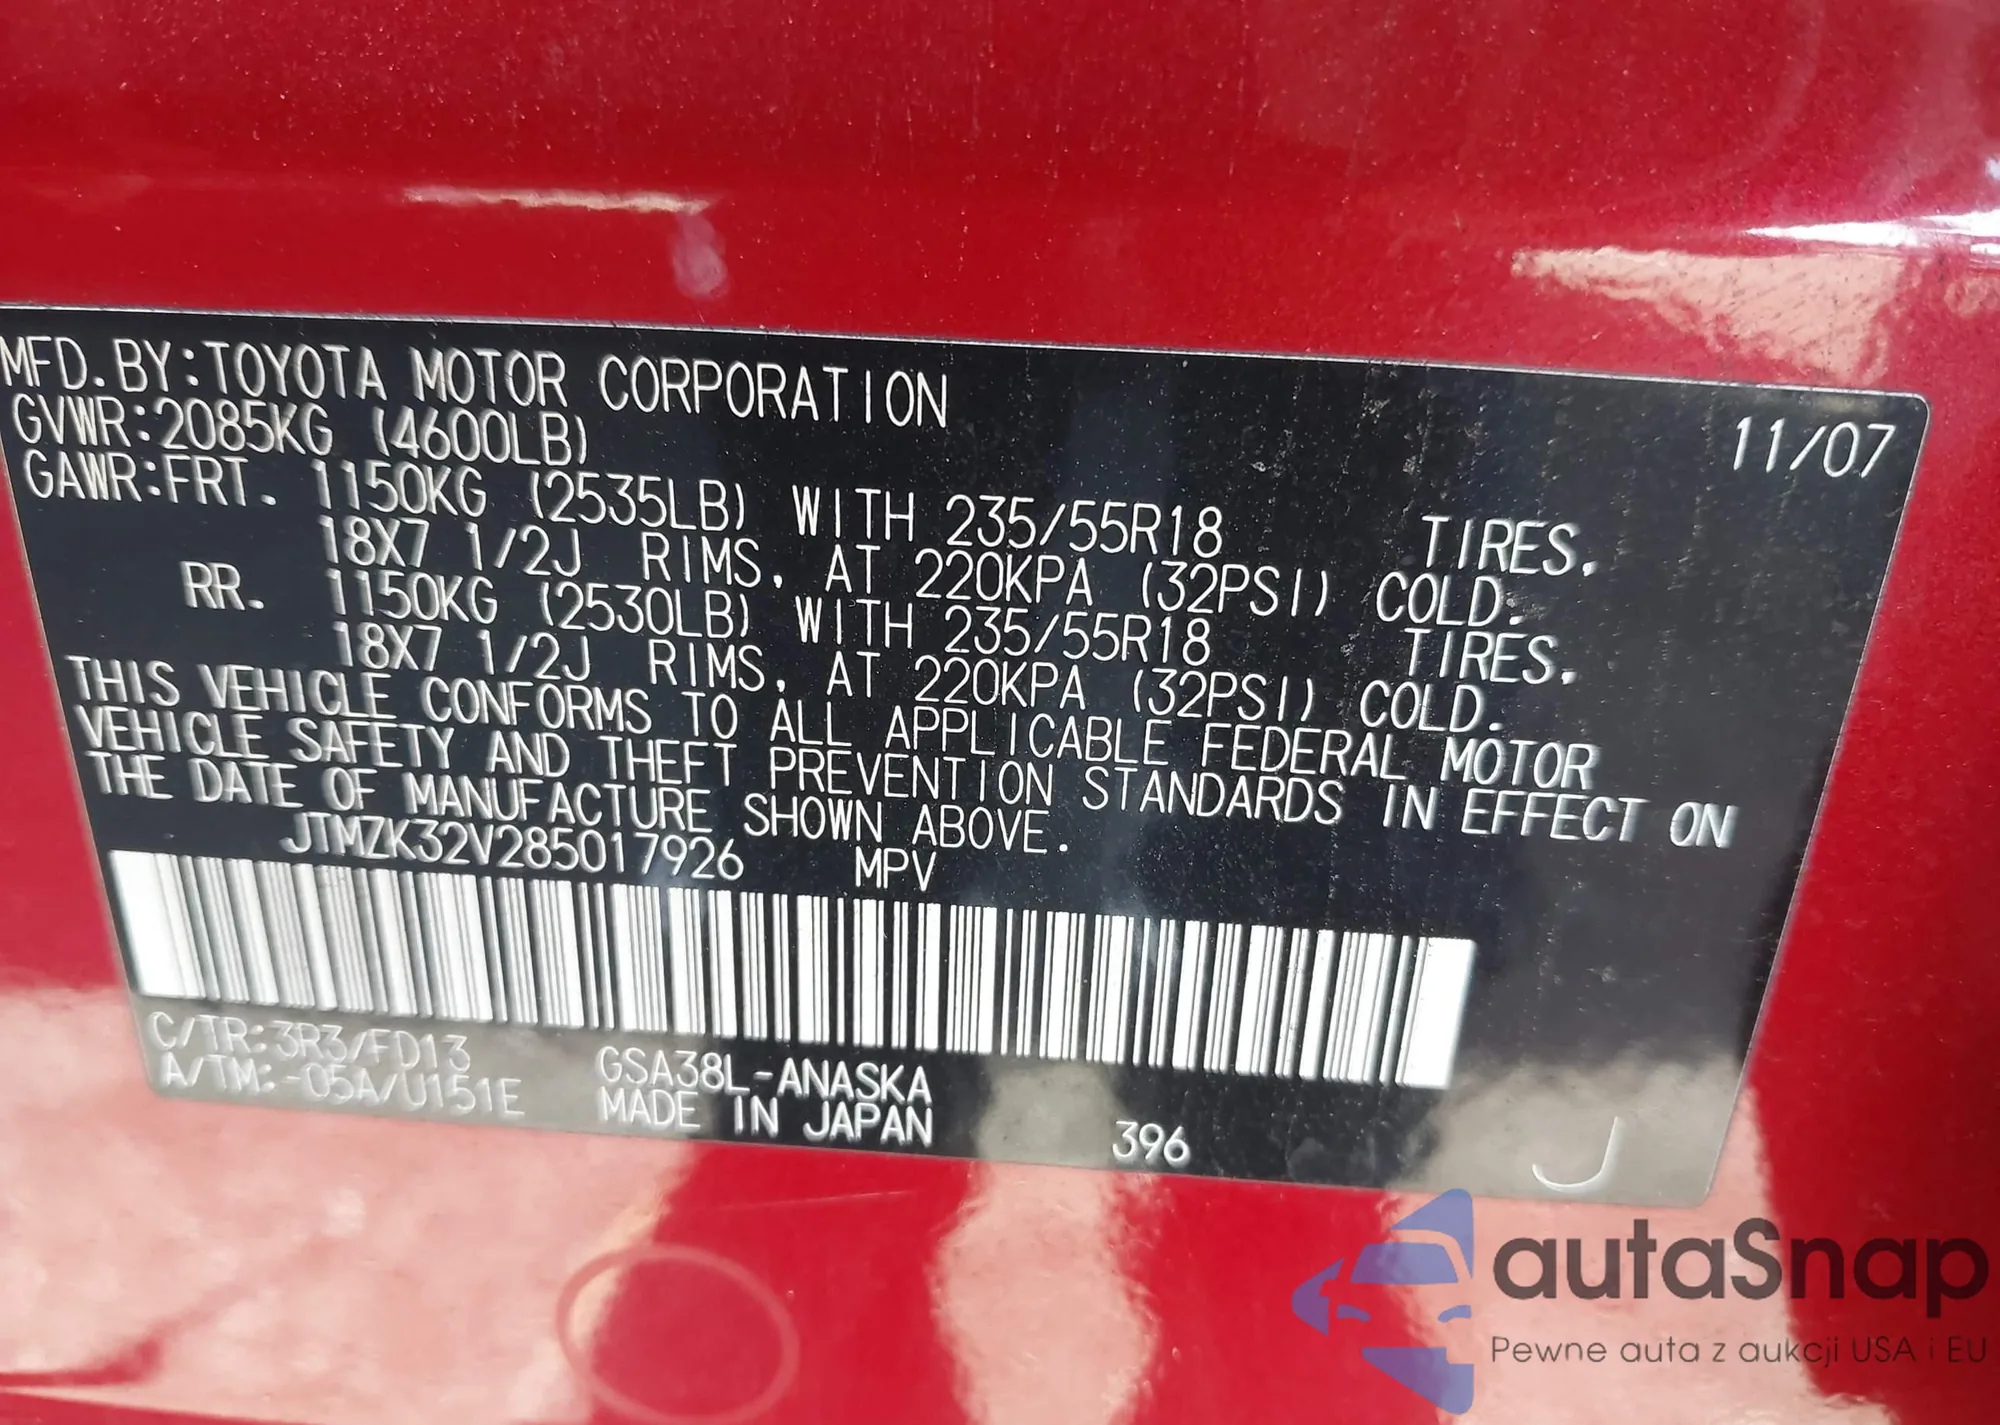 MFD.BY:TOYOTA MOTOR CORPORATION 11/07
GVWR:2085KG (4600LB)
GAWR:FRT. 1150KG (2535LB) WITH 235/55R18 TIRES,
18X7 1/2J RIMS, AT 220KPA (32PSI) COLD.
RR. 1150KG (2530LB) WITH 235/55R18 TIRES,
18X7 1/2J RIMS, AT 220KPA (32PSI) COLD.
THIS VEHICLE CONFORMS TO ALL APPLICABLE FEDERAL MOTOR
VEHICLE SAFETY AND THEFT PREVENTION STANDARDS IN EFFECT ON
THE DATE OF MANUFACTURE SHOWN ABOVE.
JTMZK32V285017926 MPV
C/TR:3R3/FD13 GSA38L-ANASKA
A/TM:-05A/U151E MADE IN JAPAN 396 J
autaSnap
Pewne auta z aukcji USA i EU